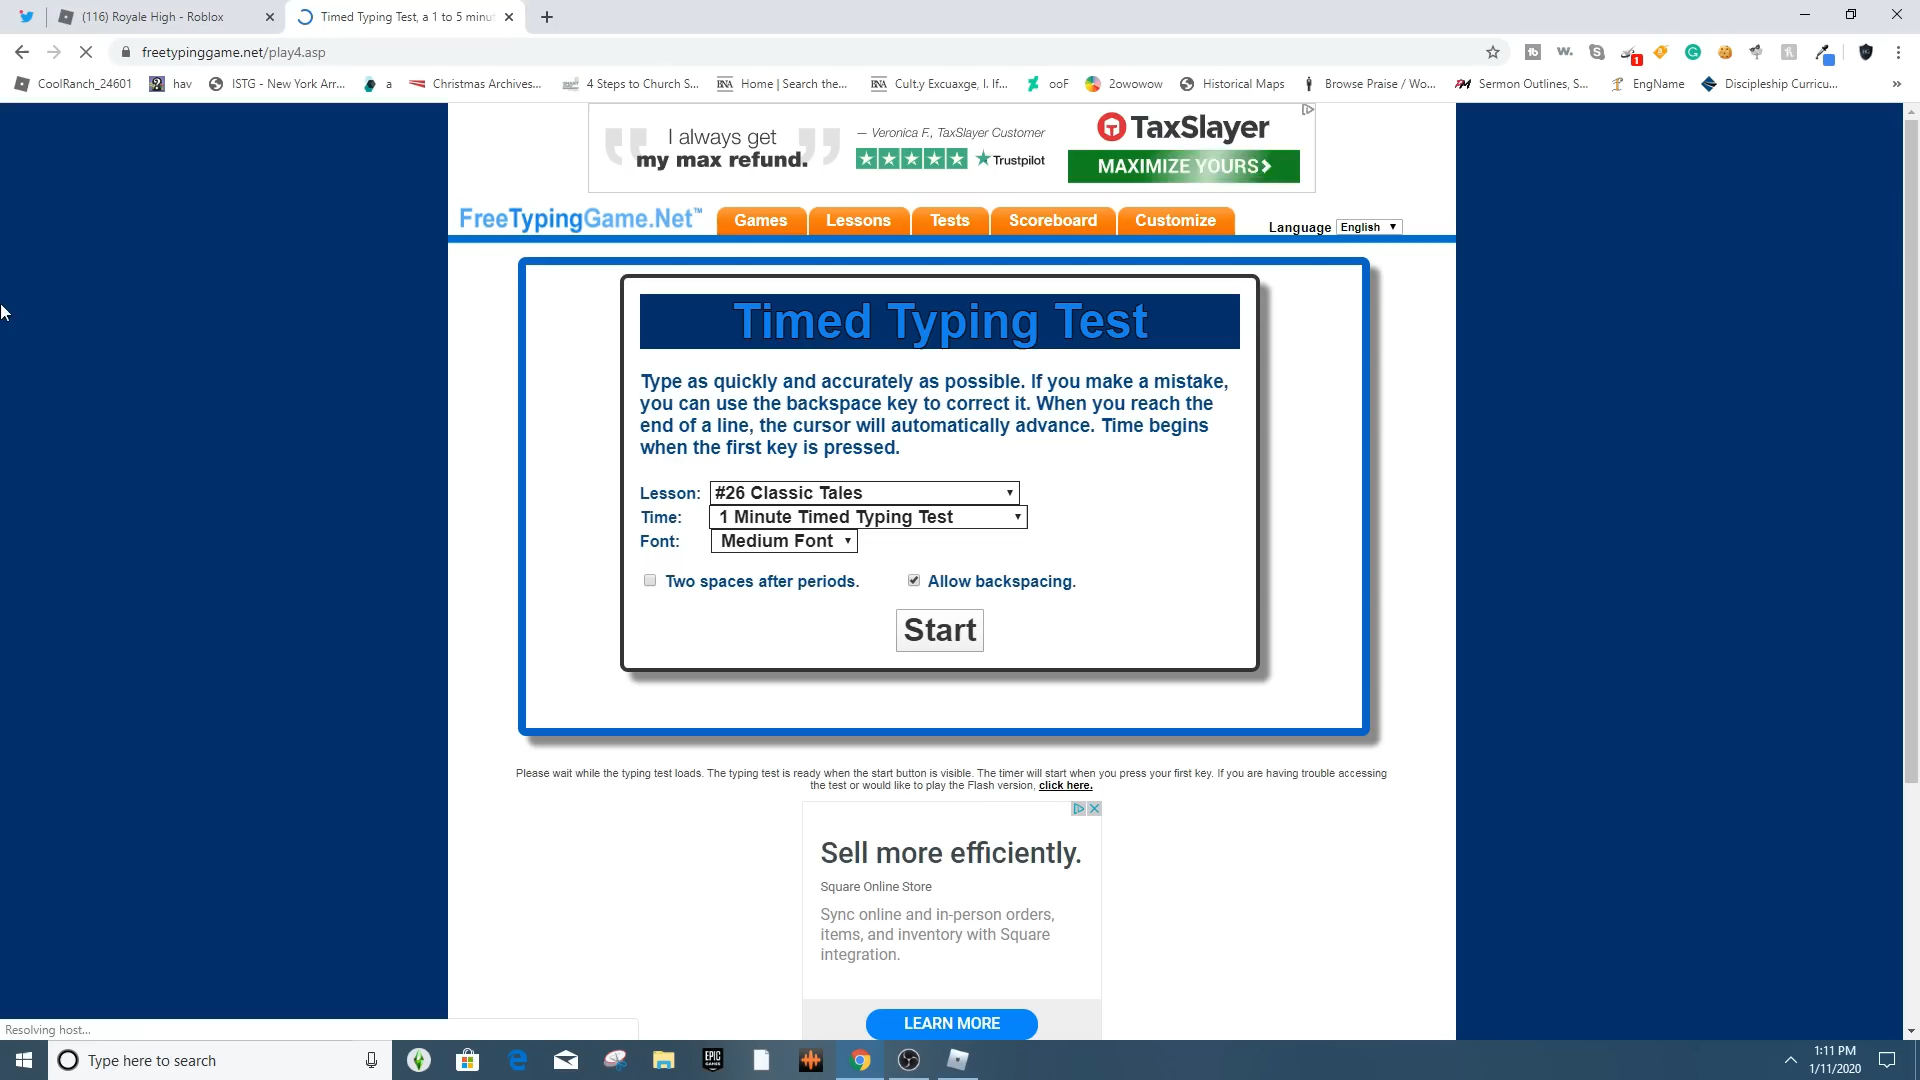 (116) Royale High - Roblox
Timed Typing Test, a 1 to 5 minut
freetypinggame.net/play4.asp
CoolRanch_24601
hav
ISTG - New York Arr...
a
Christmas Archives...
4 Steps to Church S...
BNA Home | Search the...
BNA Cult.y Excuaxge, I. If...
ooF
2owowow
Historical Maps
Browse Praise / Wo...
Sermon Outlines, S...
EngName
Discipleship Curricu...
I always get
my max refund.
— Veronica F., TaxSlayer Customer
Trustpilot
TaxSlayer
MAXIMIZE YOURS
FreeTypingGame.Net™
Games
Lessons
Tests
Scoreboard
Customize
Language English
Timed Typing Test
Type as quickly and accurately as possible. If you make a mistake,
you can use the backspace key to correct it. When you reach the
end of a line, the cursor will automatically advance. Time begins
when the first key is pressed.
Lesson: #26 Classic Tales
Time: 1 Minute Timed Typing Test
Font: Medium Font
Two spaces after periods. Allow backspacing.
Start
Please wait while the typing test loads. The typing test is ready when the start button is visible. The timer will start when you press your first key. If you are having trouble accessing
the test or would like to play the Flash version, click here.
Sell more efficiently.
Square Online Store
Sync online and in-person orders,
items, and inventory with Square
integration.
LEARN MORE
Resolving host...
Type here to search
EPIC
GAMES
1:11 PM
1/11/2020